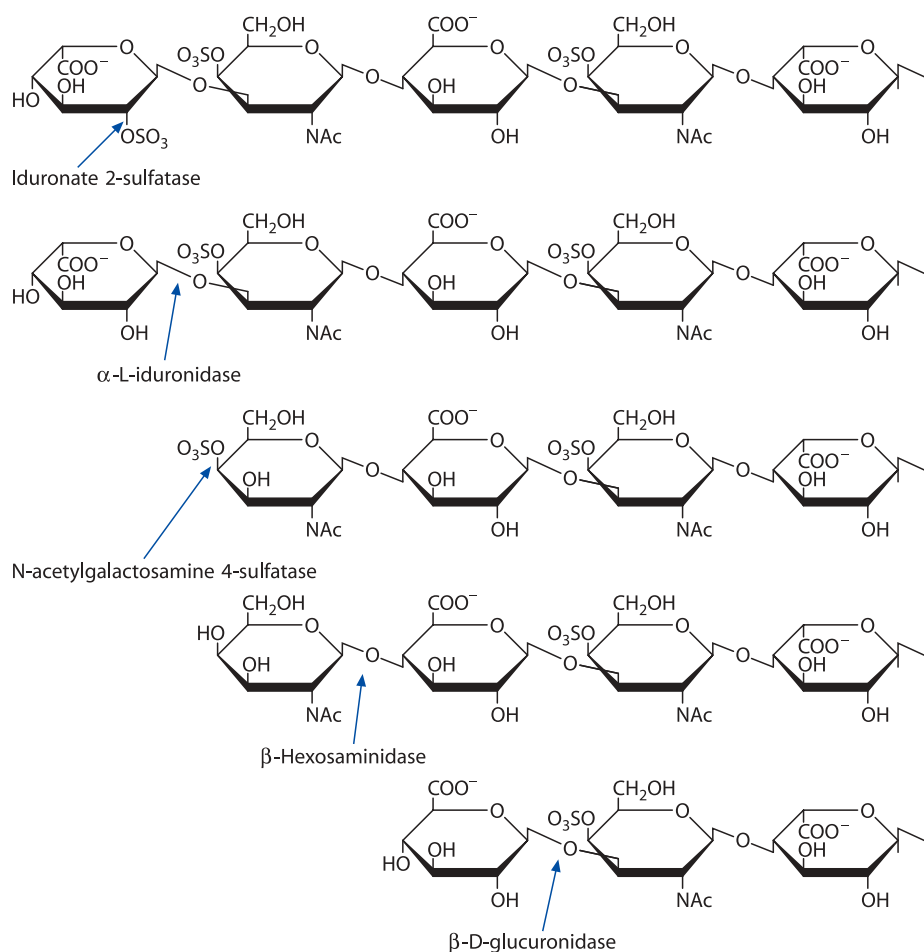 CH₂OH COO⁻ CH₂OH
O₃SO O₃SO
O O O O O
COO⁻ COO⁻
O O O O
HO OH OH OH
OSO₃ NAc OH NAc OH
Iduronate 2-sulfatase
CH₂OH COO⁻ CH₂OH
O₃SO O₃SO
O O O O O
COO⁻ COO⁻
O O O O
HO OH OH OH
OH NAc OH NAc OH
α-L-iduronidase
CH₂OH COO⁻ CH₂OH
O₃SO O₃SO
O O O O
COO⁻
O O O
OH OH OH
NAc OH NAc OH
N-acetylgalactosamine 4-sulfatase
CH₂OH COO⁻ CH₂OH
HO O₃SO
O O O O
COO⁻
O O O
OH OH OH
NAc OH NAc OH
β-Hexosaminidase
COO⁻ CH₂OH
O₃SO
O O O
COO⁻
O O
HO OH OH
OH NAc OH
β-D-glucuronidase